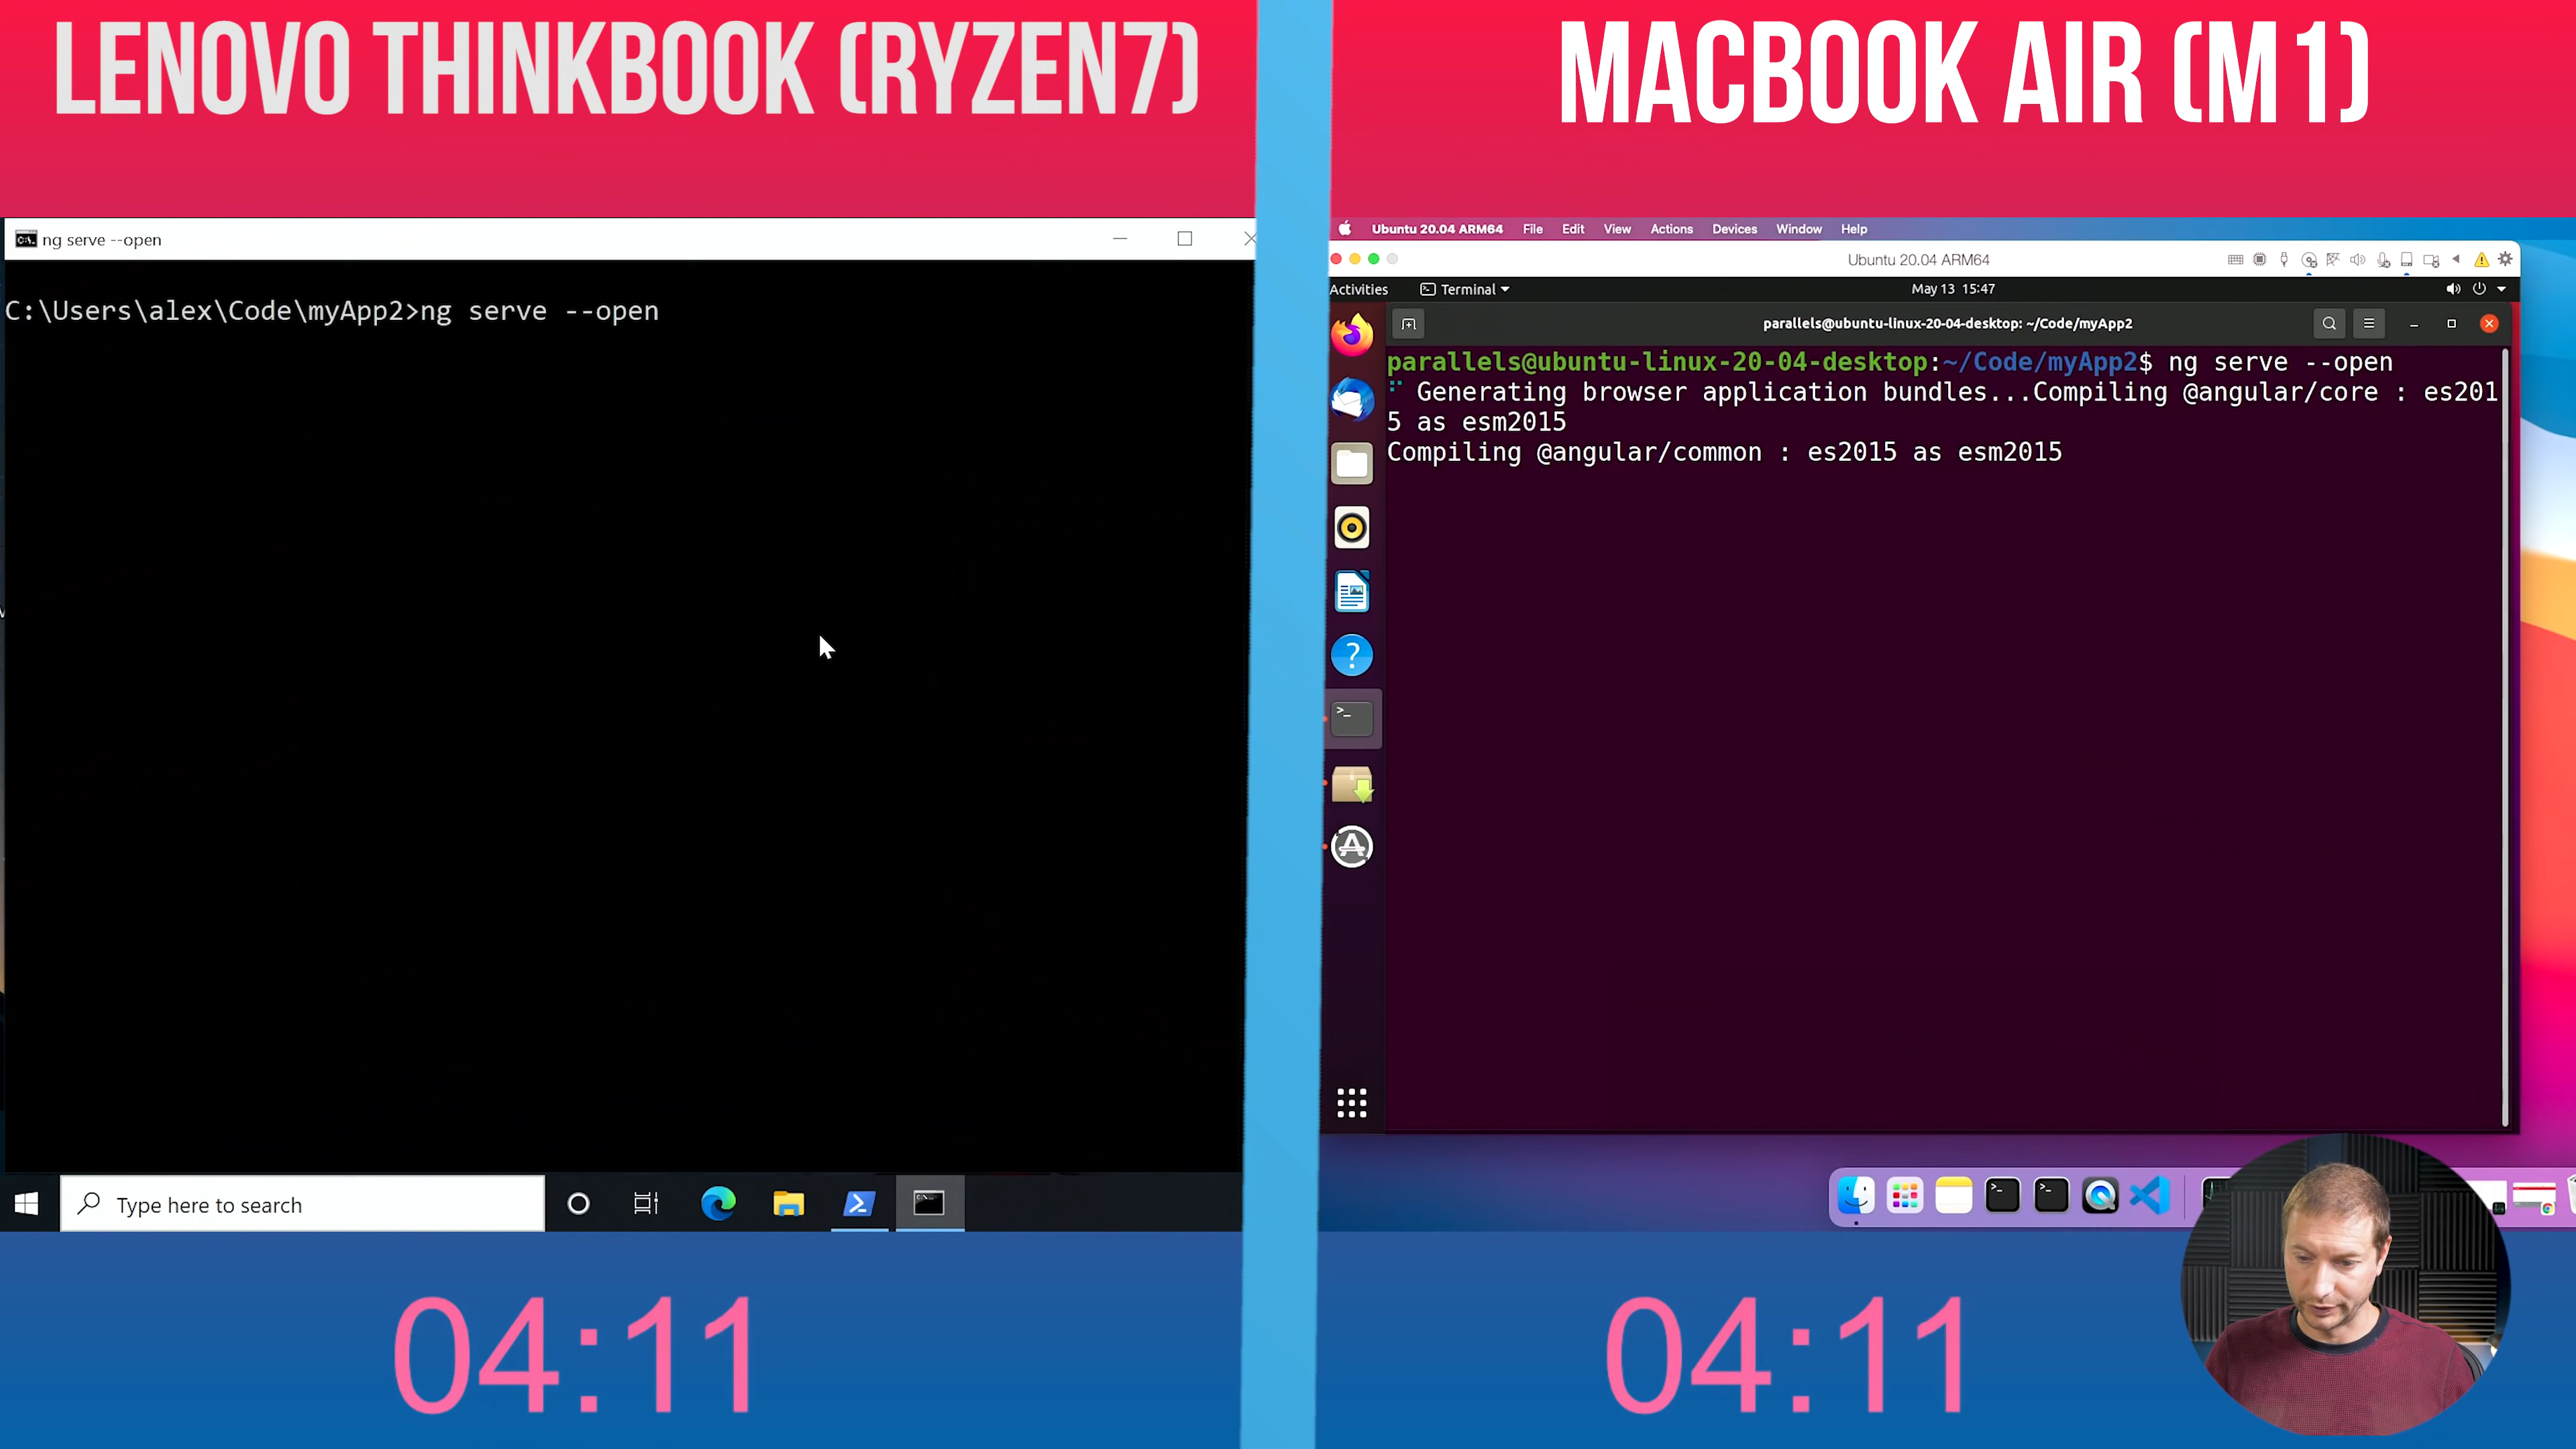 LENOVO THINKBOOK (RYZEN7)
MACBOOK AIR (M1)
ng serve --open
C:\Users\alex\Code\myApp2>ng serve --open
Type here to search
04:11
Ubuntu 20.04 ARM64 File Edit View Actions Devices Window Help
Ubuntu 20.04 ARM64
Activities Terminal May 13 15:47
parallels@ubuntu-linux-20-04-desktop: ~/Code/myApp2
parallels@ubuntu-linux-20-04-desktop:~/Code/myApp2$ ng serve --open
Generating browser application bundles...Compiling @angular/core : es201
5 as esm2015
Compiling @angular/common : es2015 as esm2015
04:11